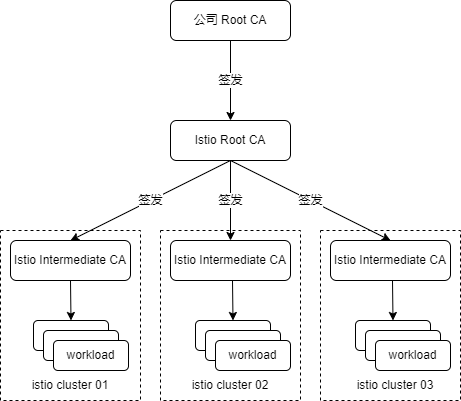 公司 Root CA
签发
Istio Root CA
签发
签发
签发
Istio Intermediate CA
Istio Intermediate CA
Istio Intermediate CA
workload
workload
workload
istio cluster 01
istio cluster 02
istio cluster 03